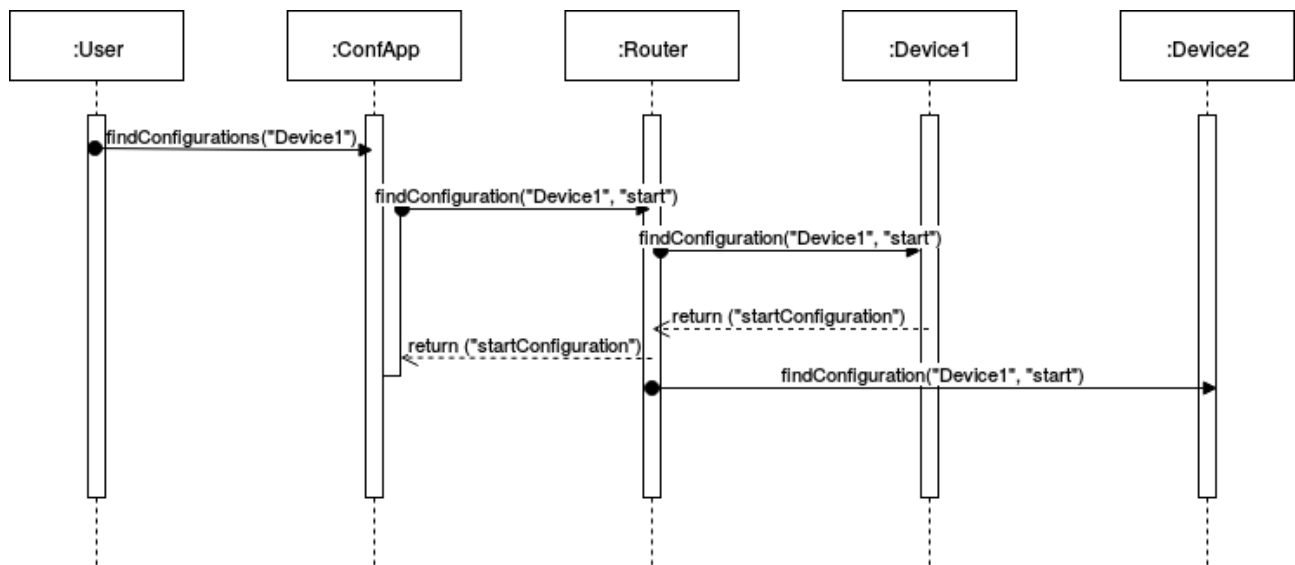 :User
:ConfApp
:Router
:Device1
:Device2
findConfigurations("Device1")
findConfiguration("Device1", "start")
findConfiguration("Device1", "start")
return ("startConfiguration")
return ("startConfiguration")
findConfiguration("Device1", "start")